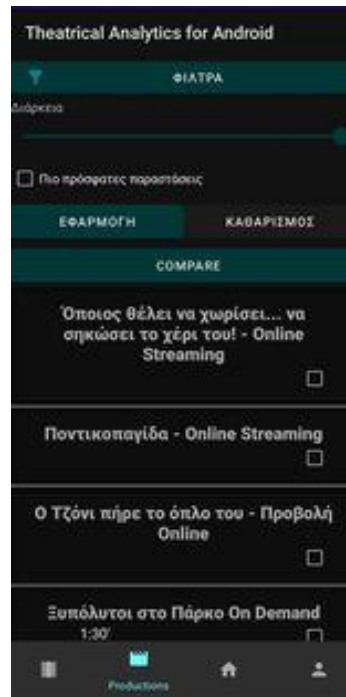 Theatrical Analytics for Android
ΦΙΛΤΡΑ
Διάρκεια
Πιο πρόσφατες παραστάσεις
ΕΦΑΡΜΟΓΗ
ΚΑΘΑΡΙΣΜΟΣ
COMPARE
Όποιος θέλει να χωρίσει... να
σηκώσει το χέρι του! - Online
Streaming
Ποντικοπαγίδα - Online Streaming
Ο Τζόνι πήρε το όπλο του - Προβολή
Online
Ξυπόλυτοι στο Πάρκο On Demand
1:30'
Productions